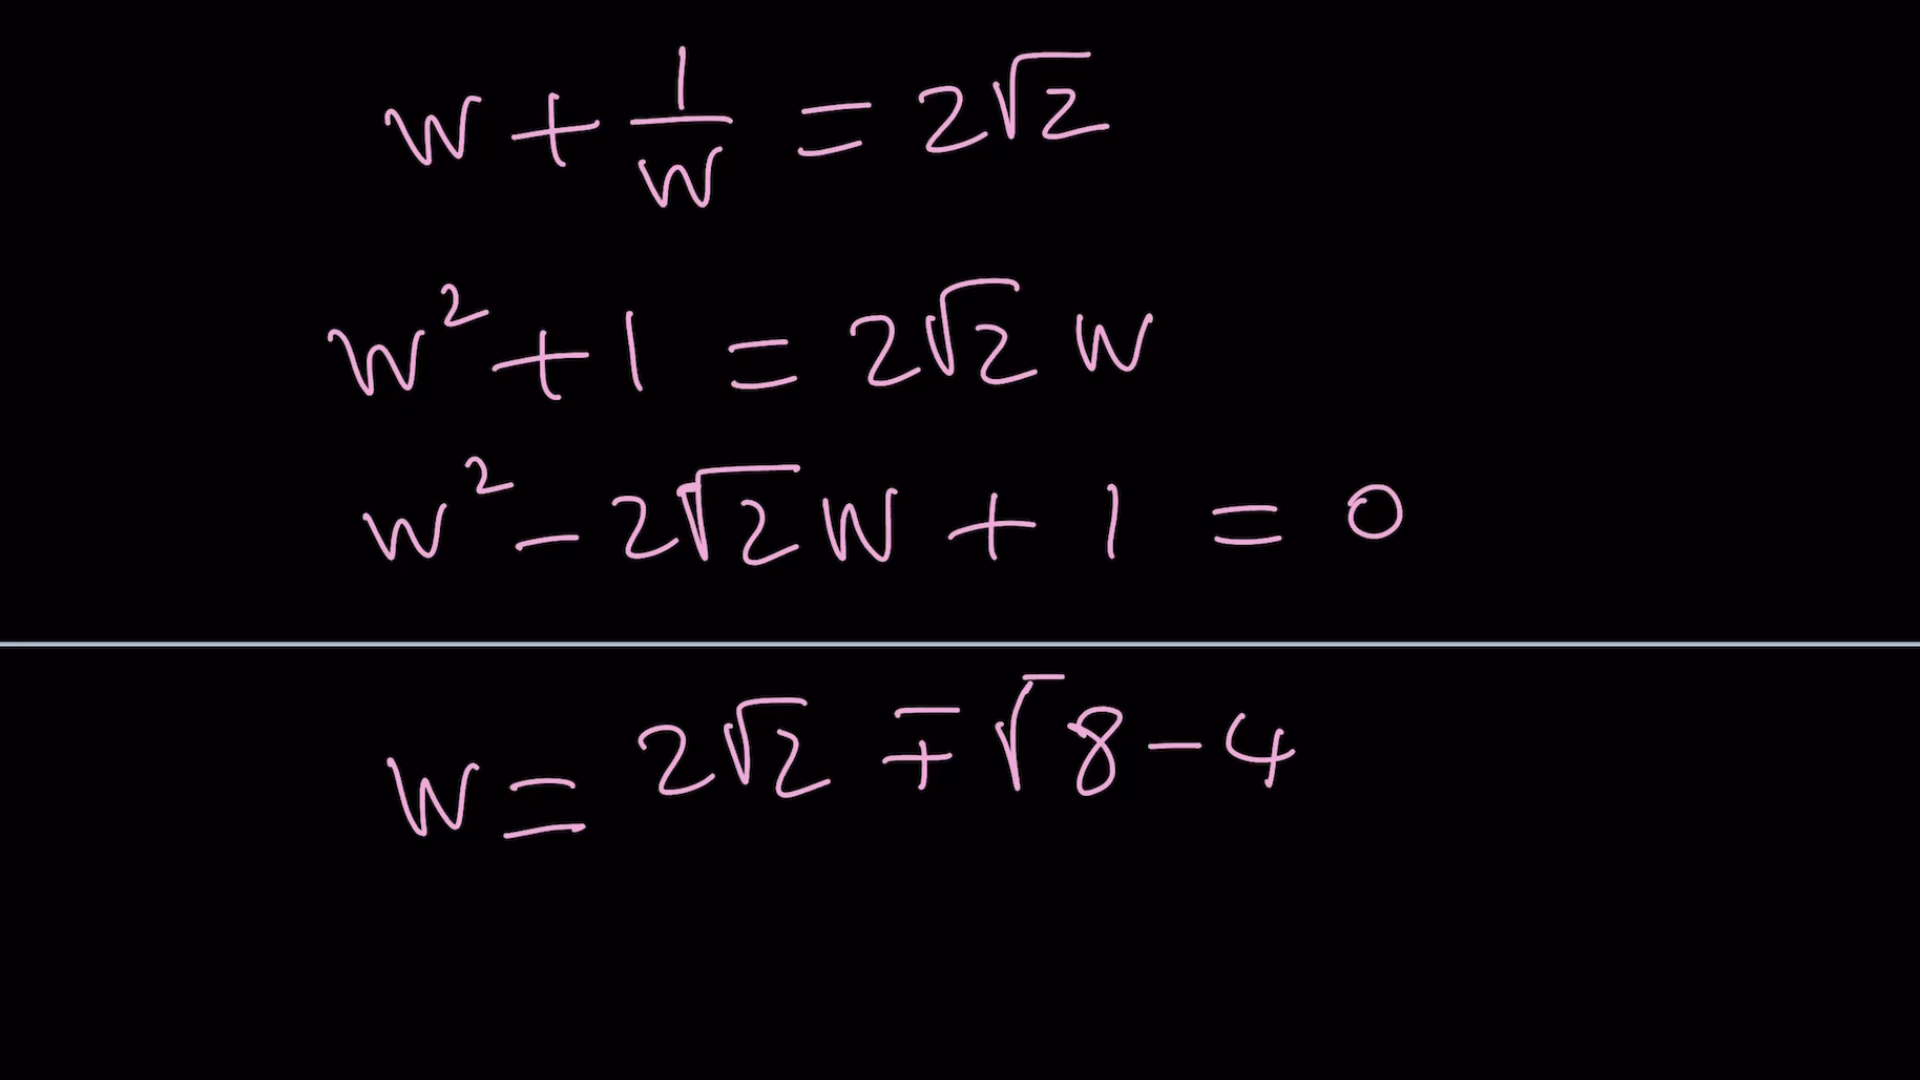 w + 1/w = 2√2
w² + 1 = 2√2 w
w² - 2√2 w + 1 = 0
w = 2√2 ∓ √8 - 4